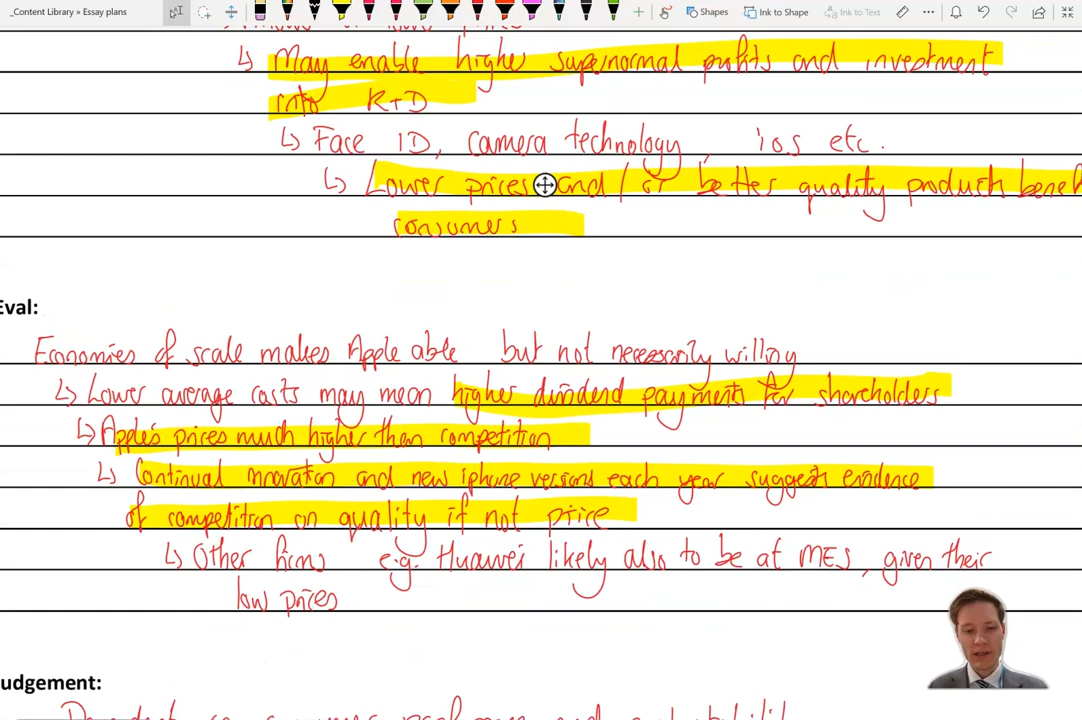 _Content Library » Essay plans
Shapes
Ink to Shape
Ink to Text
↳ May enable higher supernormal profits and investment
into R+D
↳ Face ID, camera technology, ios etc.
↳ Lower prices and / or better quality products benef
consumers
Eval:
Economies of scale makes Apple able but not necessarily willing
↳ Lower average costs may mean higher dividend payments for shareholders
↳ Apple's prices much higher than competition
↳ Continual innovation and new iphone versions each year suggests evidence
of competition on quality if not price
↳ Other firms e.g. Huawei likely also to be at MES, given their
low prices
udgement: